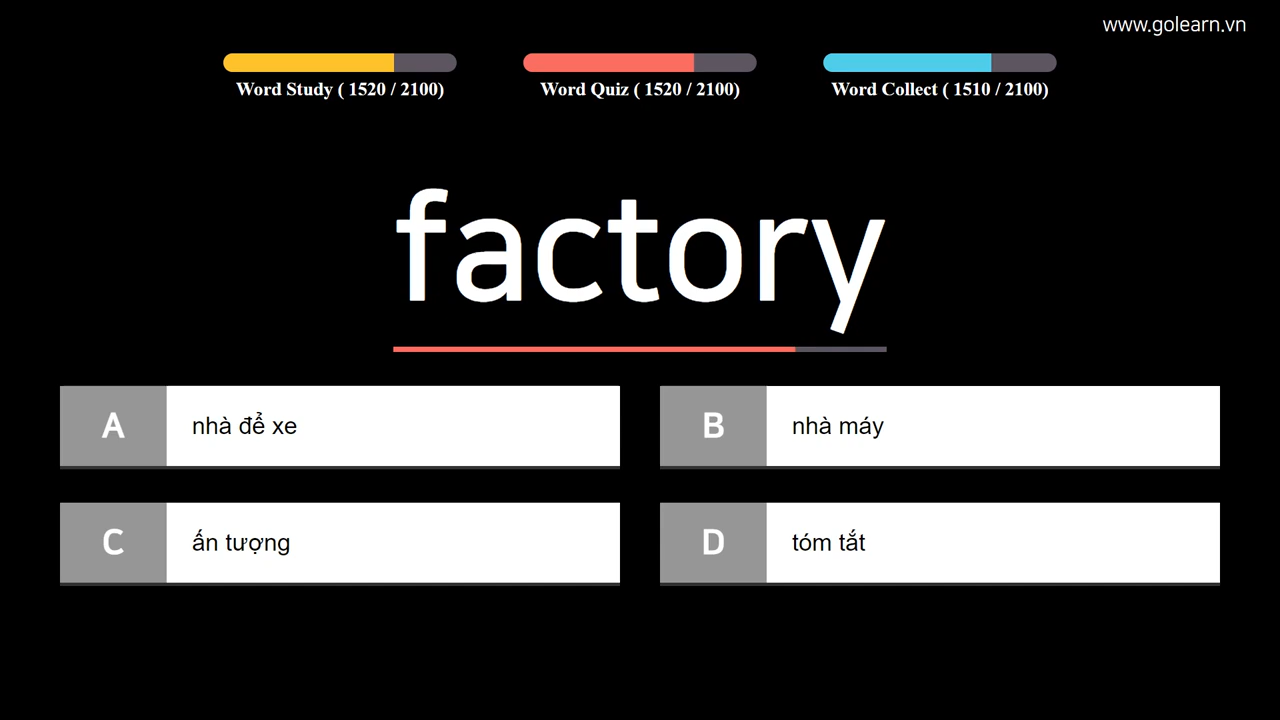 www.golearn.vn
Word Study ( 1520 / 2100)
Word Quiz ( 1520 / 2100)
Word Collect ( 1510 / 2100)
factory
A nhà để xe
B nhà máy
C ấn tượng
D tóm tắt